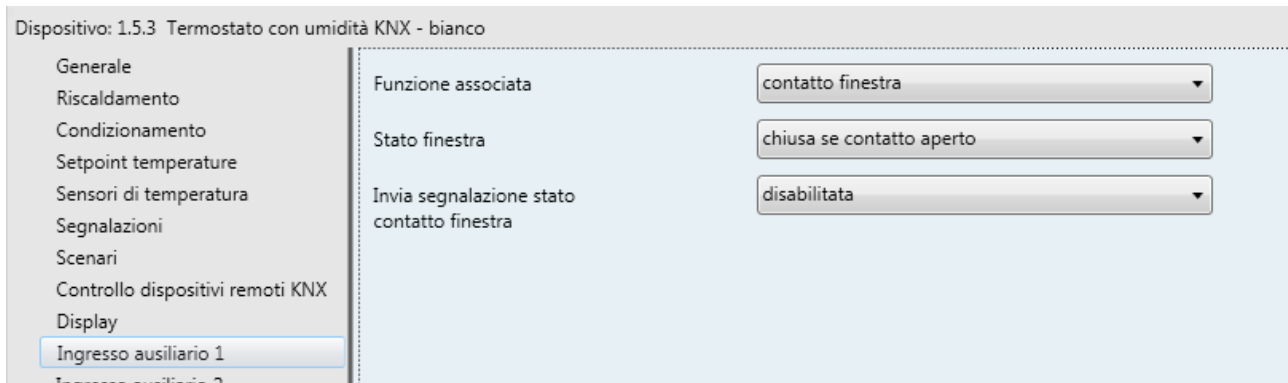 Dispositivo: 1.5.3 Termostato con umidità KNX - bianco
Generale
Riscaldamento
Condizionamento
Setpoint temperature
Sensori di temperatura
Segnalazioni
Scenari
Controllo dispositivi remoti KNX
Display
Ingresso ausiliario 1
Funzione associata
contatto finestra
Stato finestra
chiusa se contatto aperto
Invia segnalazione stato
contatto finestra
disabilitata